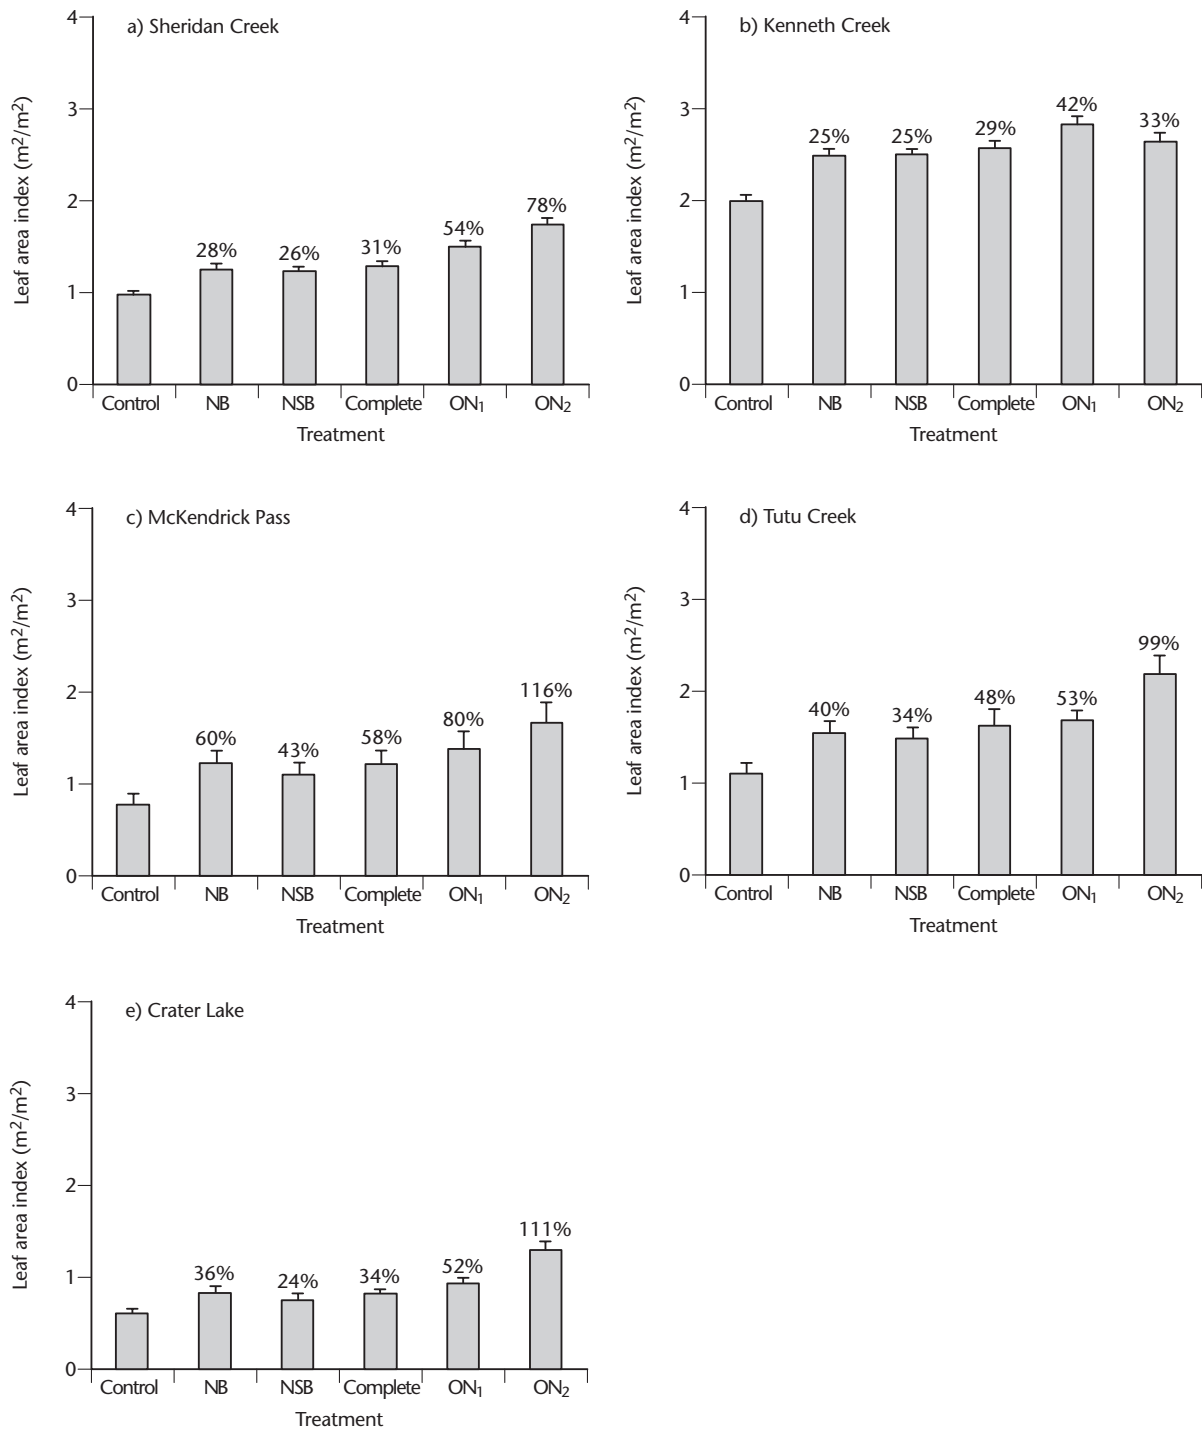 a) Sheridan Creek
Leaf area index (m²/m²)
4
3
2
1
0
28%
26%
31%
54%
78%
Control NB NSB Complete ON₁ ON₂
Treatment
b) Kenneth Creek
Leaf area index (m²/m²)
4
3
2
1
0
25%
25%
29%
42%
33%
Control NB NSB Complete ON₁ ON₂
Treatment
c) McKendrick Pass
Leaf area index (m²/m²)
4
3
2
1
0
60%
43%
58%
80%
116%
Control NB NSB Complete ON₁ ON₂
Treatment
d) Tutu Creek
Leaf area index (m²/m²)
4
3
2
1
0
40%
34%
48%
53%
99%
Control NB NSB Complete ON₁ ON₂
Treatment
e) Crater Lake
Leaf area index (m²/m²)
4
3
2
1
0
36%
24%
34%
52%
111%
Control NB NSB Complete ON₁ ON₂
Treatment